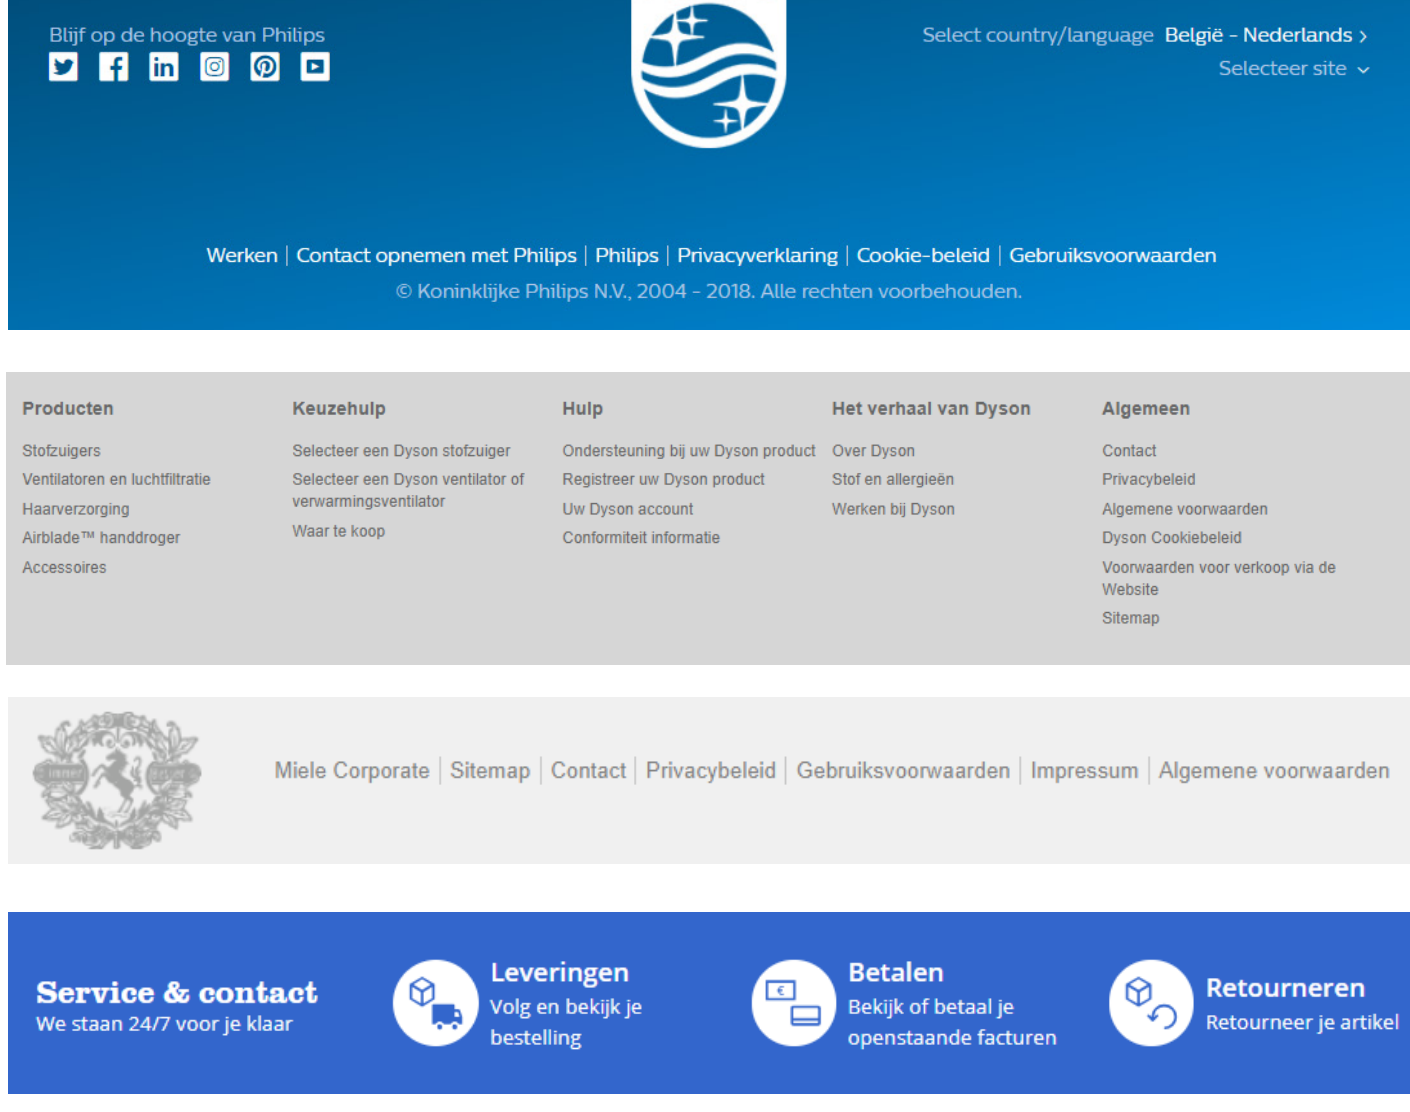 Blijf op de hoogte van Philips
Select country/language België - Nederlands >
Selecteer site
Werken | Contact opnemen met Philips | Philips | Privacyverklaring | Cookie-beleid | Gebruiksvoorwaarden
© Koninklijke Philips N.V., 2004 - 2018. Alle rechten voorbehouden.
Producten
Stofzuigers
Ventilatoren en luchtfiltratie
Haarverzorging
Airblade™ handdroger
Accessoires
Keuzehulp
Selecteer een Dyson stofzuiger
Selecteer een Dyson ventilator of
verwarmingsventilator
Waar te koop
Hulp
Ondersteuning bij uw Dyson product
Registreer uw Dyson product
Uw Dyson account
Conformiteit informatie
Het verhaal van Dyson
Over Dyson
Stof en allergieën
Werken bij Dyson
Algemeen
Contact
Privacybeleid
Algemene voorwaarden
Dyson Cookiebeleid
Voorwaarden voor verkoop via de
Website
Sitemap
Immer Besser
Miele Corporate | Sitemap | Contact | Privacybeleid | Gebruiksvoorwaarden | Impressum | Algemene voorwaarden
Service & contact
We staan 24/7 voor je klaar
Leveringen
Volg en bekijk je
bestelling
Betalen
Bekijk of betaal je
openstaande facturen
Retourneren
Retourneer je artikel